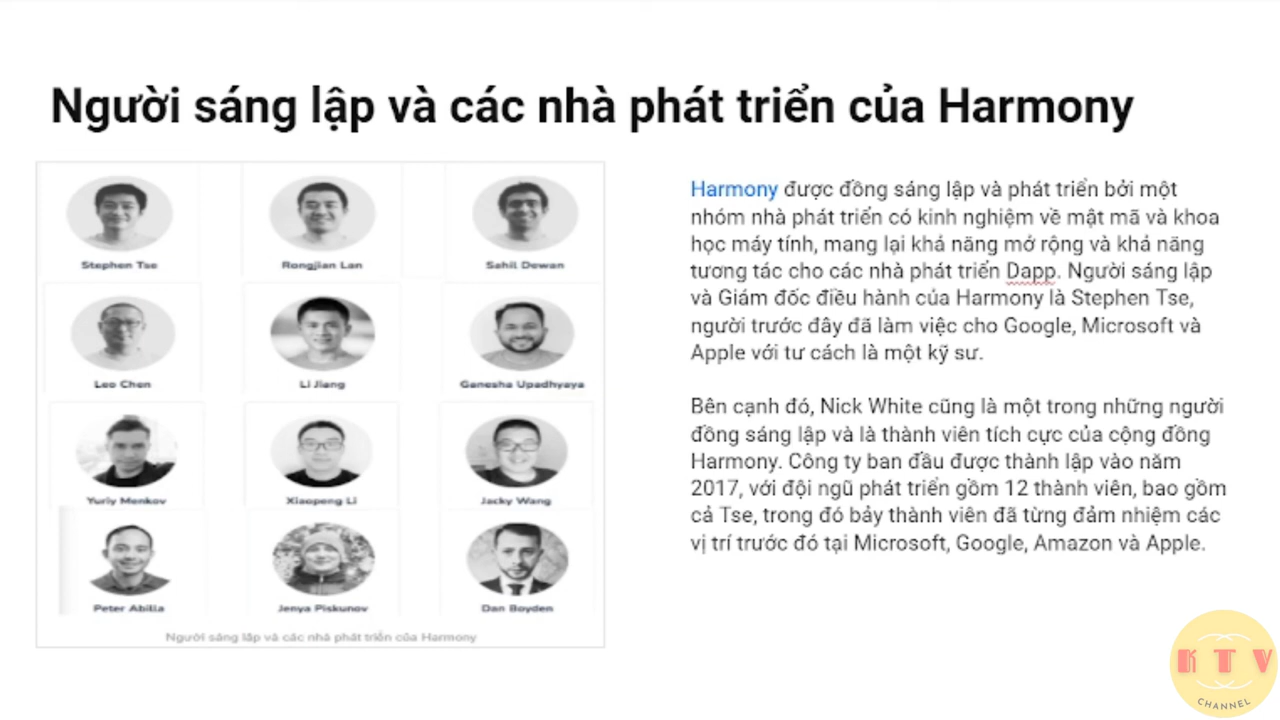 Người sáng lập và các nhà phát triển của Harmony
Stephen Tse
Rongjian Lan
Sahil Dewan
Leo Chen
Li Jiang
Ganesha Upadhyaya
Yuriy Menkov
Xiaopeng Li
Jacky Wang
Peter Abilla
Jenya Piskunov
Dan Boyden
Người sáng lập và các nhà phát triển của Harmony
Harmony được đồng sáng lập và phát triển bởi một
nhóm nhà phát triển có kinh nghiệm về mật mã và khoa
học máy tính, mang lại khả năng mở rộng và khả năng
tương tác cho các nhà phát triển Dapp. Người sáng lập
và Giám đốc điều hành của Harmony là Stephen Tse,
người trước đây đã làm việc cho Google, Microsoft và
Apple với tư cách là một kỹ sư.
Bên cạnh đó, Nick White cũng là một trong những người
đồng sáng lập và là thành viên tích cực của cộng đồng
Harmony. Công ty ban đầu được thành lập vào năm
2017, với đội ngũ phát triển gồm 12 thành viên, bao gồm
cả Tse, trong đó bảy thành viên đã từng đảm nhiệm các
vị trí trước đó tại Microsoft, Google, Amazon và Apple.
KTV
CHANNEL